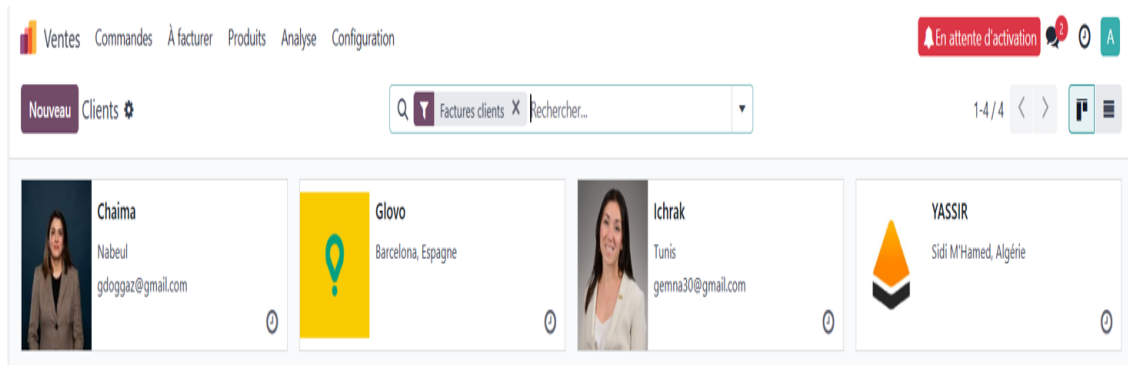 Ventes Commandes À facturer Produits Analyse Configuration En attente d'activation 2 A
Nouveau Clients Factures clients X Rechercher... 1-4 / 4
Chaima
Nabeul
gdoggaz@gmail.com
Glovo
Barcelona, Espagne
Ichrak
Tunis
gemna30@gmail.com
YASSIR
Sidi M'Hamed, Algérie